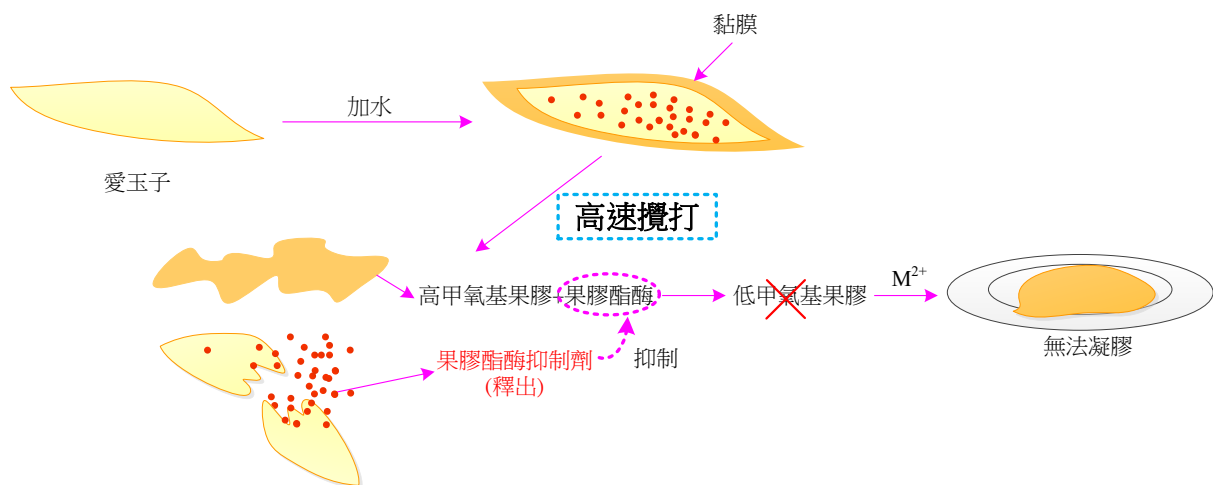 黏膜
加水
愛玉子
高速攪打
高甲氧基果膠+果膠酯酶
低甲氧基果膠
M²⁺
無法凝膠
果膠酯酶抑制劑
(釋出)
抑制